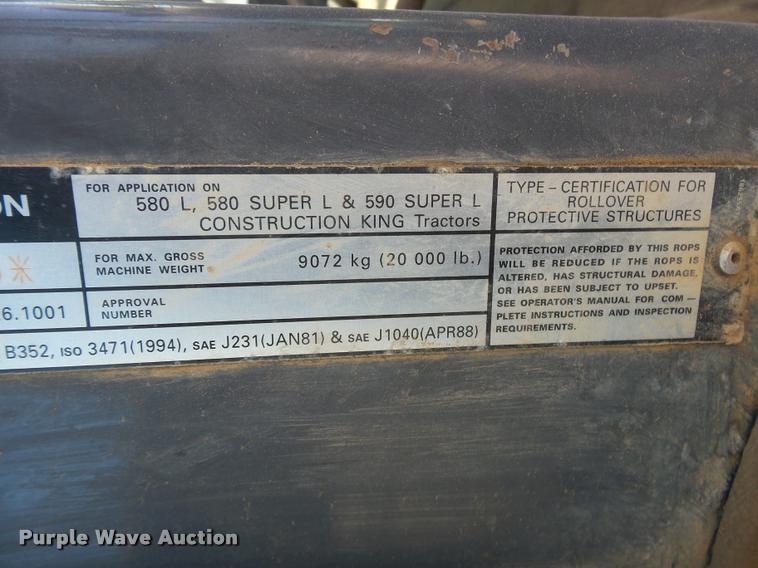 ON
FOR APPLICATION ON
580 L, 580 SUPER L & 590 SUPER L
CONSTRUCTION KING Tractors
TYPE – CERTIFICATION FOR
ROLLOVER
PROTECTIVE STRUCTURES
FOR MAX. GROSS
MACHINE WEIGHT
9072 kg (20 000 lb.)
6.1001
APPROVAL
NUMBER
B352, ISO 3471(1994), SAE J231(JAN81) & SAE J1040(APR88)
PROTECTION AFFORDED BY THIS ROPS
WILL BE REDUCED IF THE ROPS IS
ALTERED, HAS STRUCTURAL DAMAGE,
OR HAS BEEN SUBJECT TO UPSET.
SEE OPERATOR'S MANUAL FOR COM –
PLETE INSTRUCTIONS AND INSPECTION
REQUIREMENTS.
Purple Wave Auction